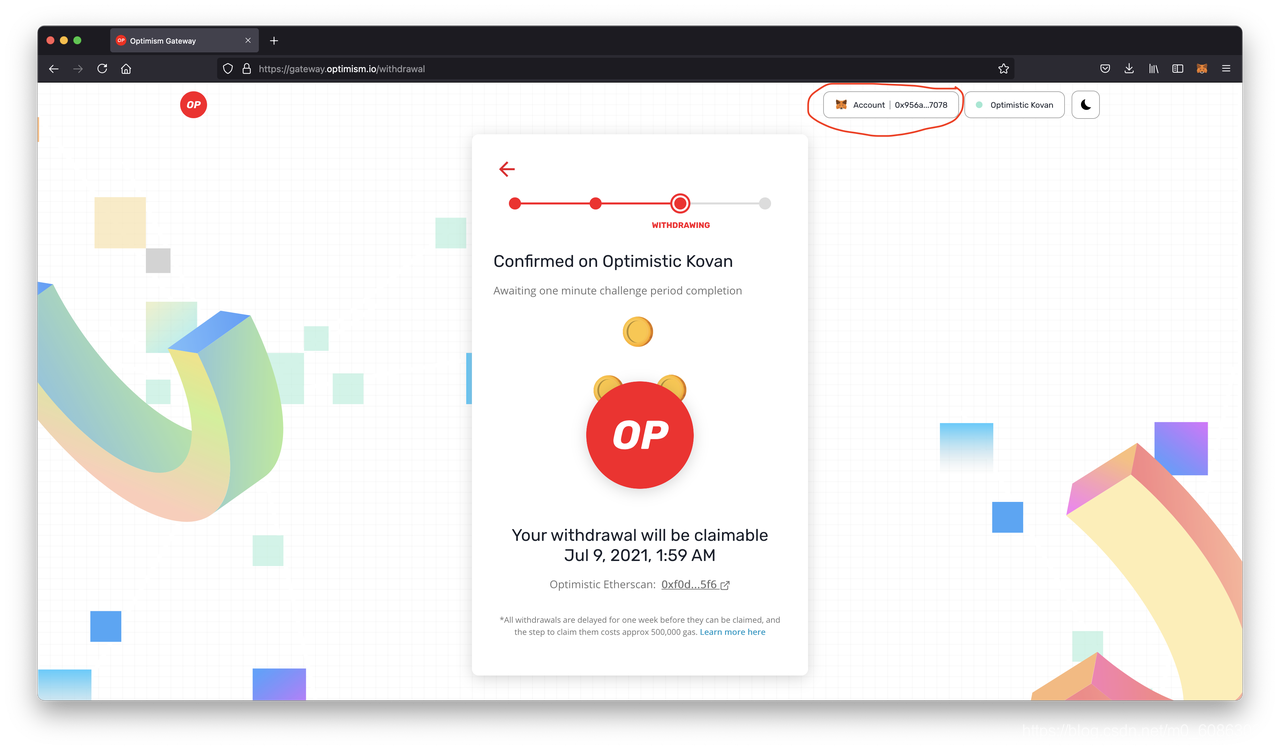 OP Optimism Gateway
https://gateway.optimism.io/withdrawal
OP
Account | 0x956a...7078
Optimistic Kovan
WITHDRAWING
Confirmed on Optimistic Kovan
Awaiting one minute challenge period completion
OP
Your withdrawal will be claimable
Jul 9, 2021, 1:59 AM
Optimistic Etherscan: 0xf0d...5f6
*All withdrawals are delayed for one week before they can be claimed, and
the step to claim them costs approx 500,000 gas. Learn more here